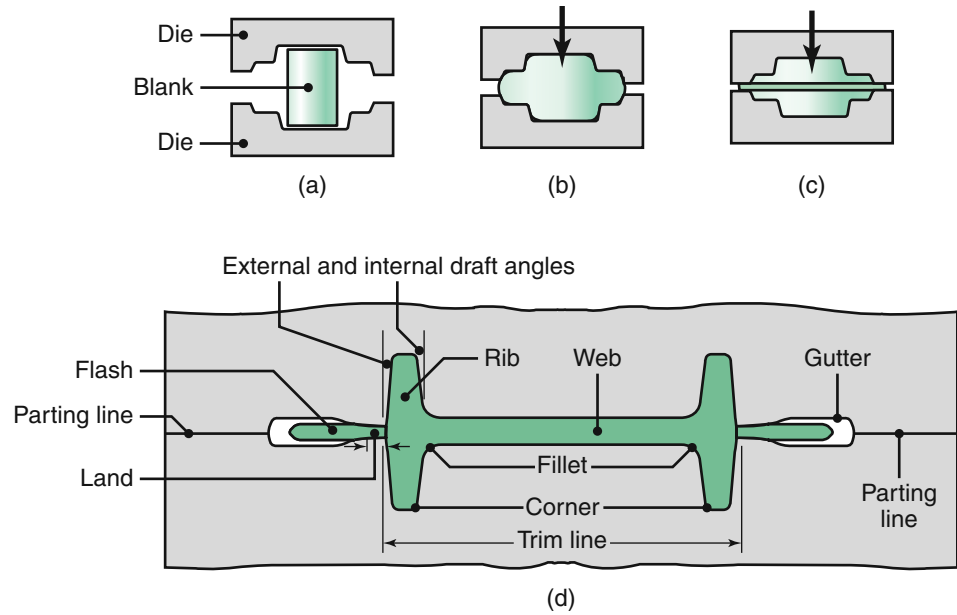 Die
Blank
Die
(a)
(b)
(c)
External and internal draft angles
Rib
Web
Gutter
Flash
Parting line
Land
Fillet
Corner
Parting
line
Trim line
(d)